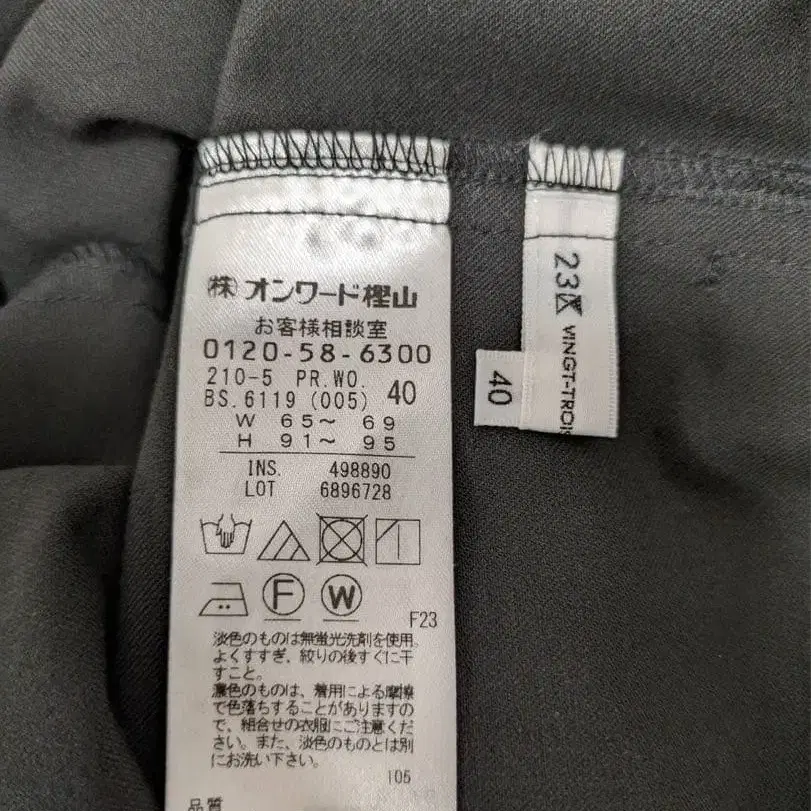 (株)オンワード樫山
お客様相談室
0120-58-6300
210-5 PR.WO. 40
BS.6119 (005)
W 65～ 69
H 91～ 95
INS. 498890
LOT 6896728
F
W
F23
淡色のものは無蛍光洗剤を使用。
よくすすぎ、絞りの後すぐに干
すこと。
濃色のものは、着用による摩擦
で色落ちすることがありますの
で、組合せの衣服にご注意くだ
さい。また、淡色のものとは別
にお洗い下さい。
105
品質
23区 VINGT-TROIS
40